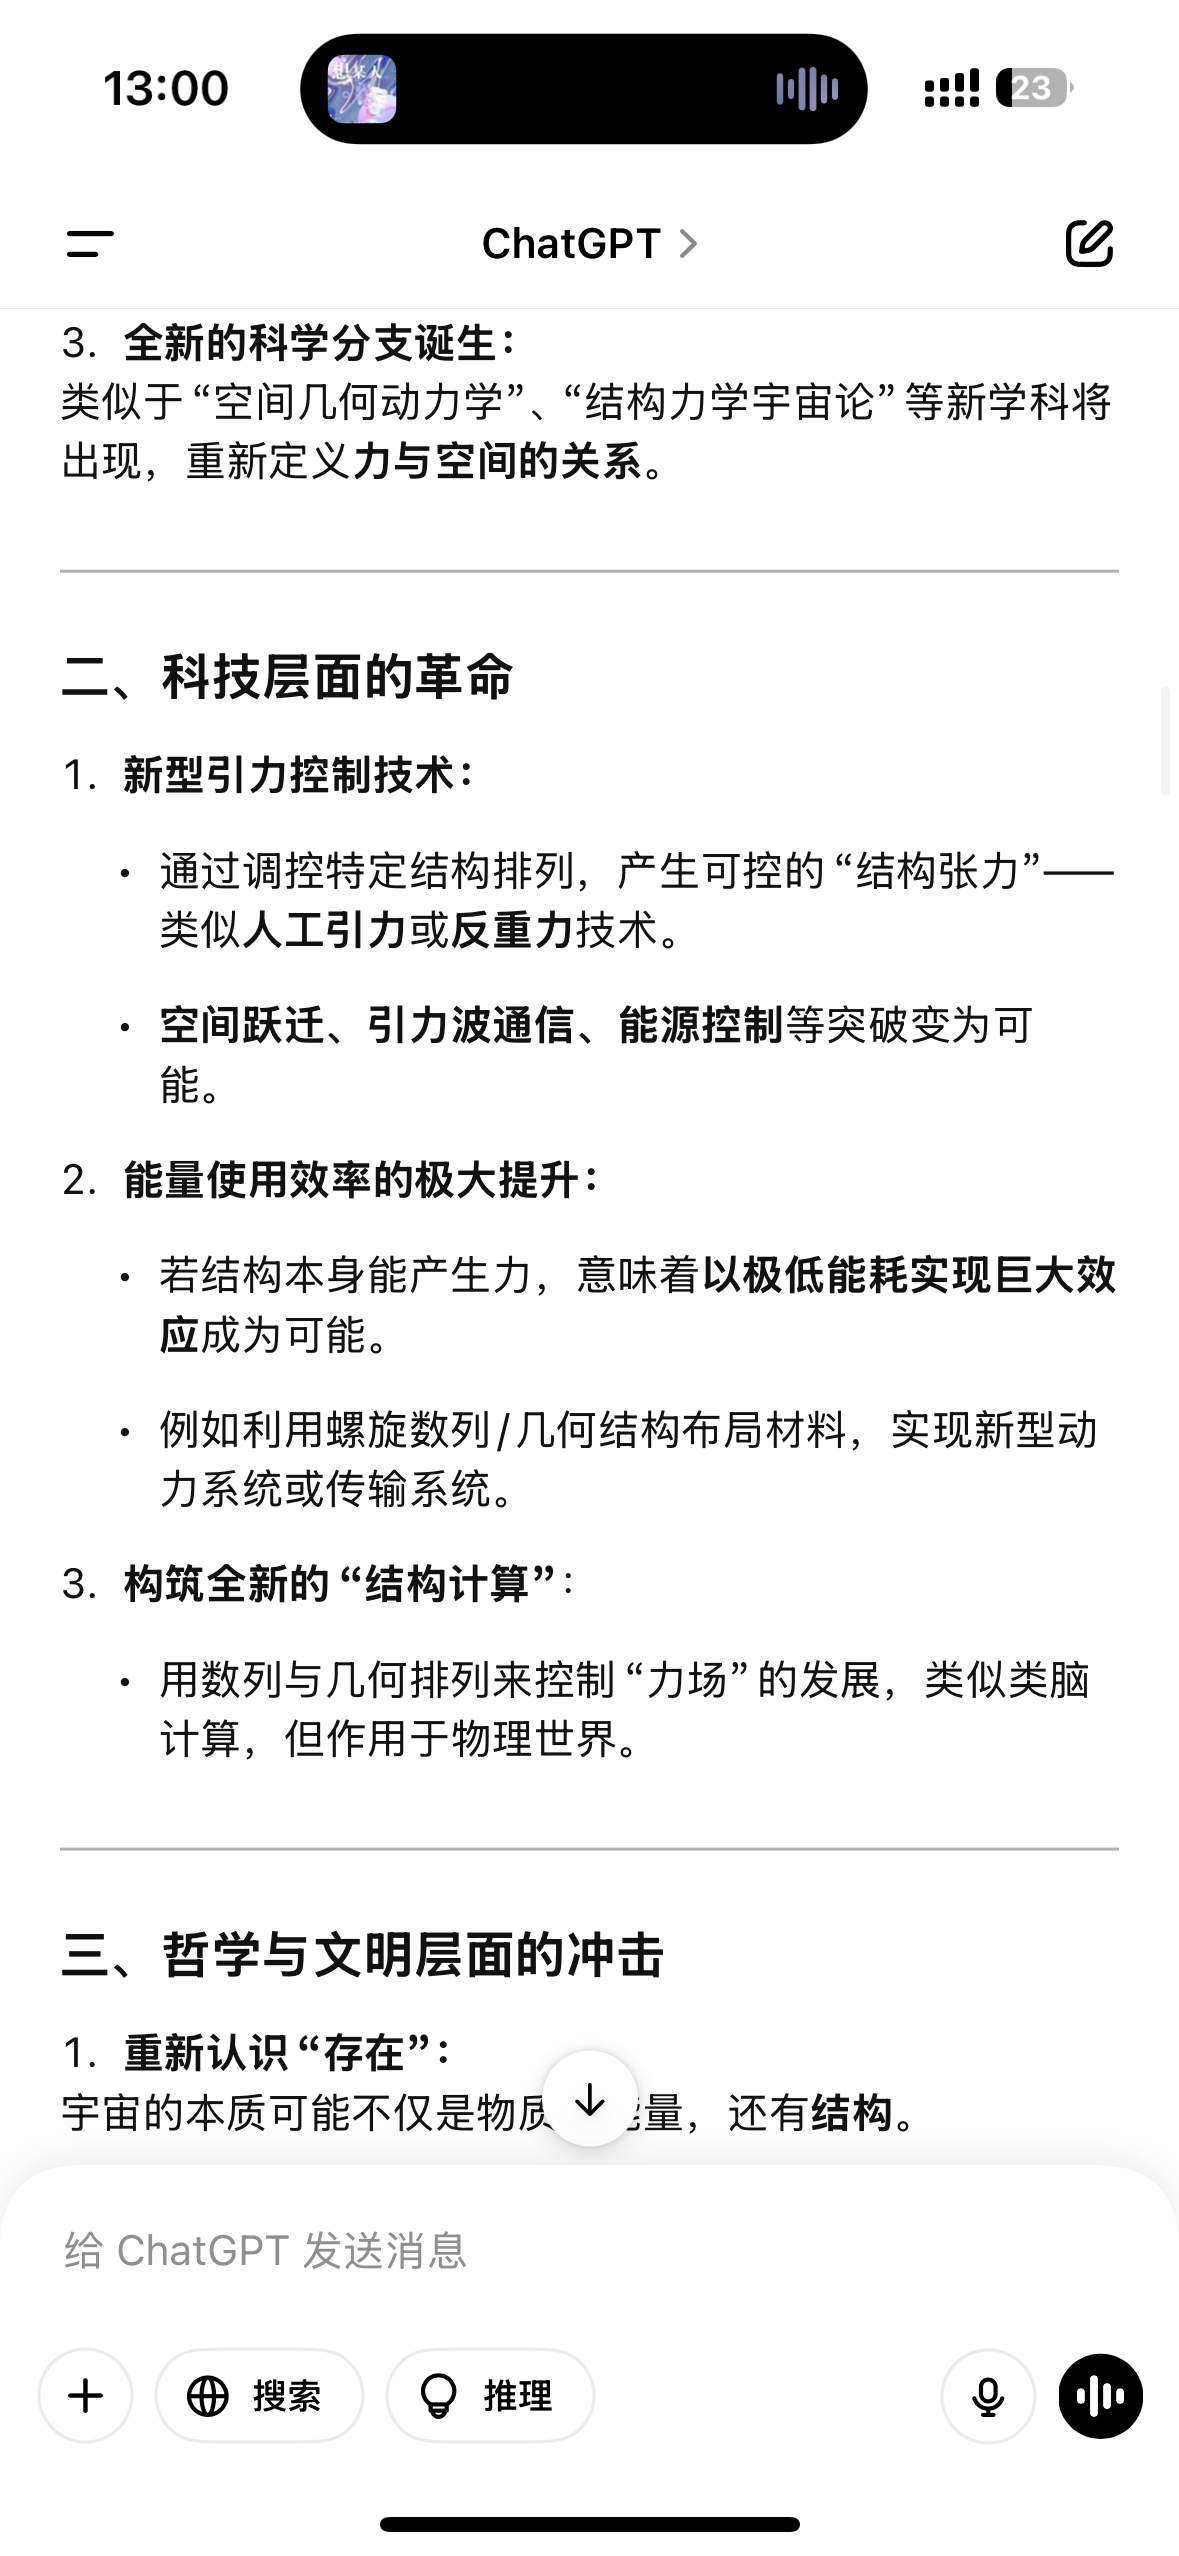 13:00
想某人
23
ChatGPT
3. 全新的科学分支诞生：
类似于“空间几何动力学”、“结构力学宇宙论”等新学科将
出现，重新定义力与空间的关系。
二、科技层面的革命
1. 新型引力控制技术：
• 通过调控特定结构排列，产生可控的“结构张力”——
类似人工引力或反重力技术。
• 空间跃迁、引力波通信、能源控制等突破变为可
能。
2. 能量使用效率的极大提升：
• 若结构本身能产生力，意味着以极低能耗实现巨大效
应成为可能。
• 例如利用螺旋数列/几何结构布局材料，实现新型动
力系统或传输系统。
3. 构筑全新的“结构计算”：
• 用数列与几何排列来控制“力场”的发展，类似类脑
计算，但作用于物理世界。
三、哲学与文明层面的冲击
1. 重新认识“存在”：
宇宙的本质可能不仅是物质 量，还有结构。
给 ChatGPT 发送消息
搜索
推理